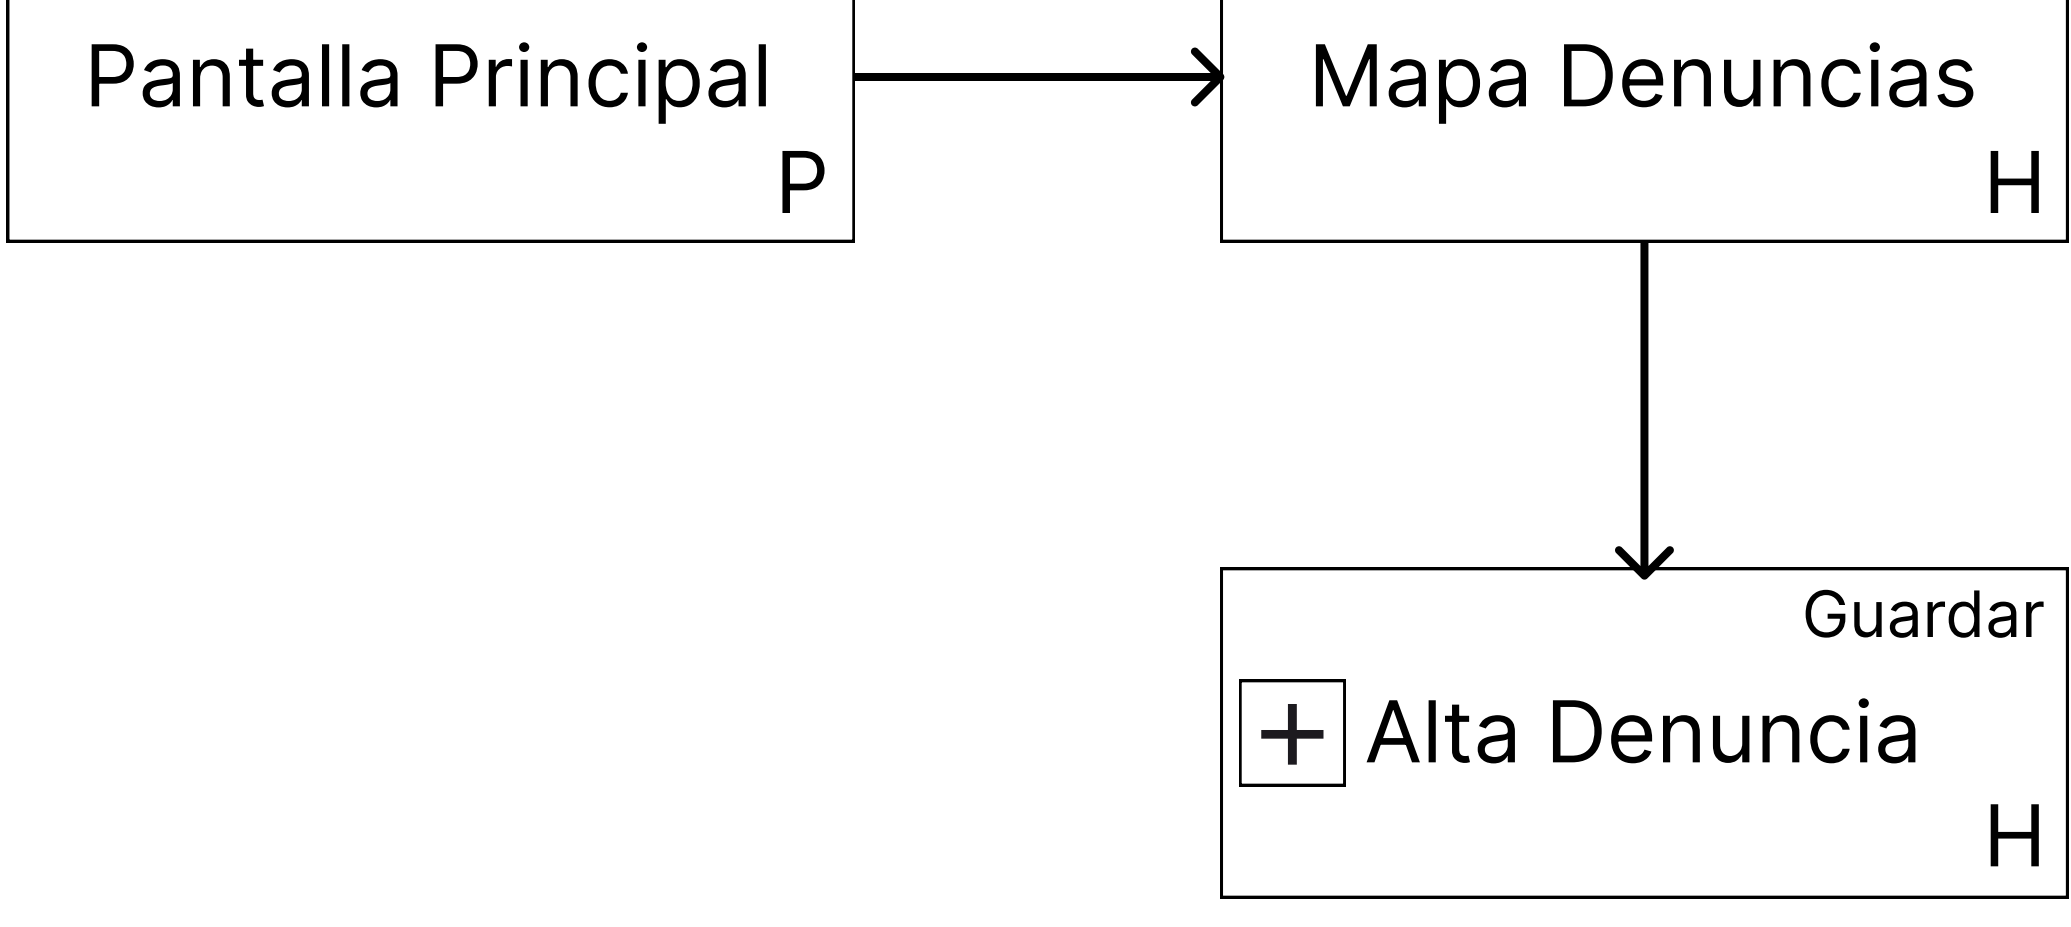 Pantalla Principal
P
Mapa Denuncias
H
Guardar
+ Alta Denuncia
H